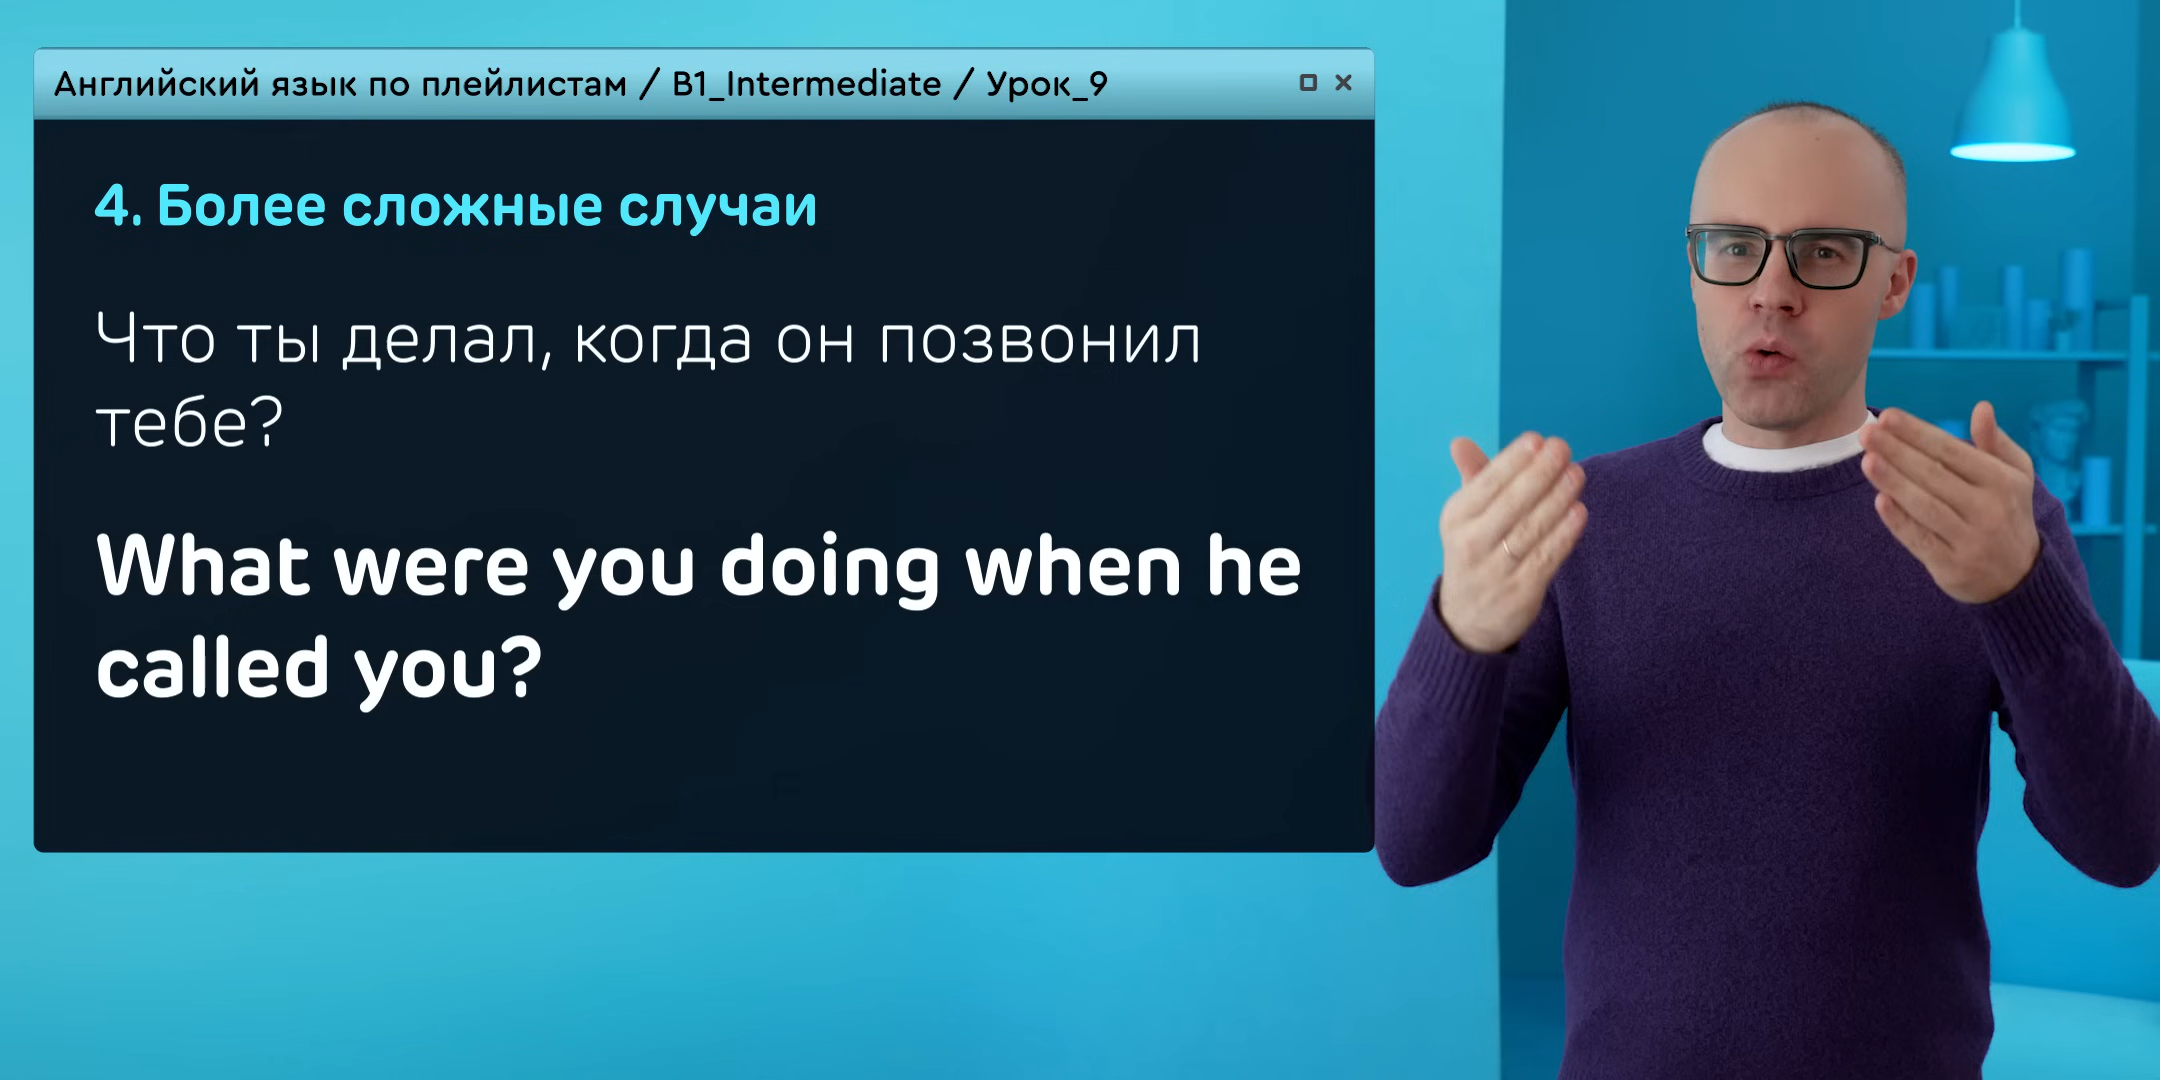 Английский язык по плейлистам / B1_Intermediate / Урок_9
4. Более сложные случаи
Что ты делал, когда он позвонил
тебе?
What were you doing when he
called you?